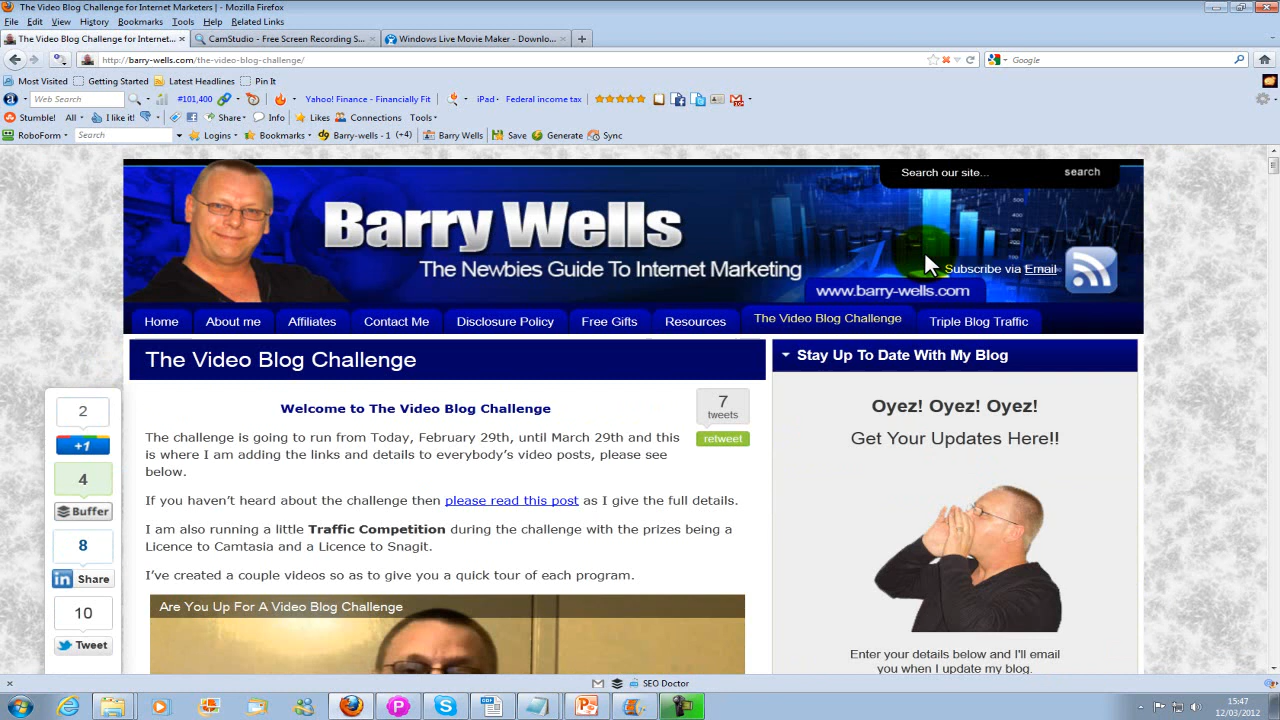 The Video Blog Challenge for Internet Marketers | - Mozilla Firefox
File Edit View History Bookmarks Tools Help Related Links
The Video Blog Challenge for Internet... CamStudio - Free Screen Recording S... Windows Live Movie Maker - Downlo...
http://barry-wells.com/the-video-blog-challenge/ Google
Most Visited Getting Started Latest Headlines Pin It
Web Search #101,400 Yahoo! Finance - Financially Fit iPad Federal income tax
Stumble! All I like it! Share Info Likes Connections Tools
RoboForm Search Logins Bookmarks Barry-wells - 1 (+4) Barry Wells Save Generate Sync
Search our site... search
Barry Wells
The Newbies Guide To Internet Marketing
Subscribe via Email
www.barry-wells.com
Home About me Affiliates Contact Me Disclosure Policy Free Gifts Resources The Video Blog Challenge Triple Blog Traffic
The Video Blog Challenge
Welcome to The Video Blog Challenge
7
tweets
retweet
The challenge is going to run from Today, February 29th, until March 29th and this
is where I am adding the links and details to everybody's video posts, please see
below.
If you haven't heard about the challenge then please read this post as I give the full details.
I am also running a little Traffic Competition during the challenge with the prizes being a
Licence to Camtasia and a Licence to Snagit.
I've created a couple videos so as to give you a quick tour of each program.
Are You Up For A Video Blog Challenge
2
+1
4
Buffer
8
in Share
10
Tweet
Stay Up To Date With My Blog
Oyez! Oyez! Oyez!
Get Your Updates Here!!
Enter your details below and I'll email
you when I update my blog.
SEO Doctor
15:47
12/03/2012